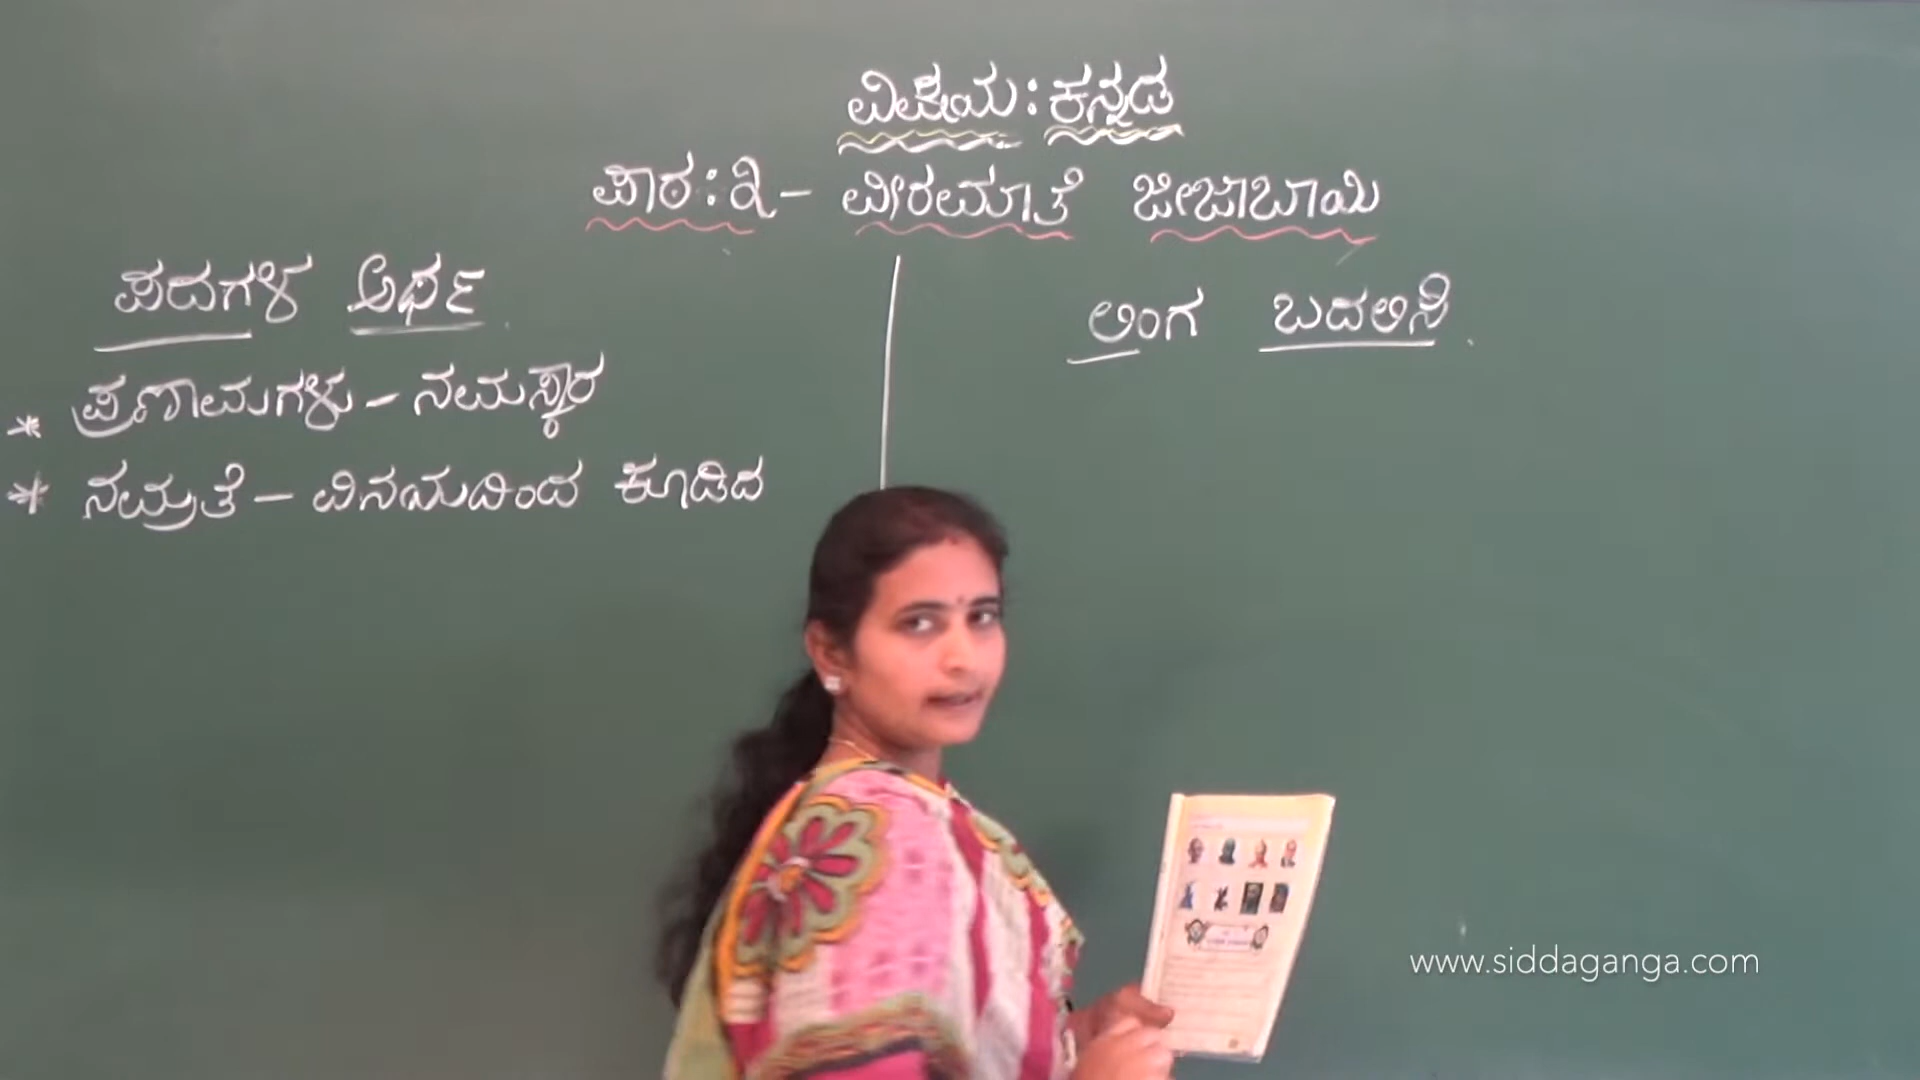 ವಿಷಯ : ಕನ್ನಡ
ಪಾಠ : ೩ - ವೀರಮಾತೆ ಜೀಜಾಬಾಯಿ
ಪದಗಳ ಅರ್ಥ
* ಪ್ರಣಾಮಗಳು - ನಮಸ್ಕಾರ
* ನಮ್ರತೆ - ವಿನಯದಿಂದ ಕೂಡಿದ
ಲಿಂಗ ಬದಲಿಸಿ.
www.siddaganga.com